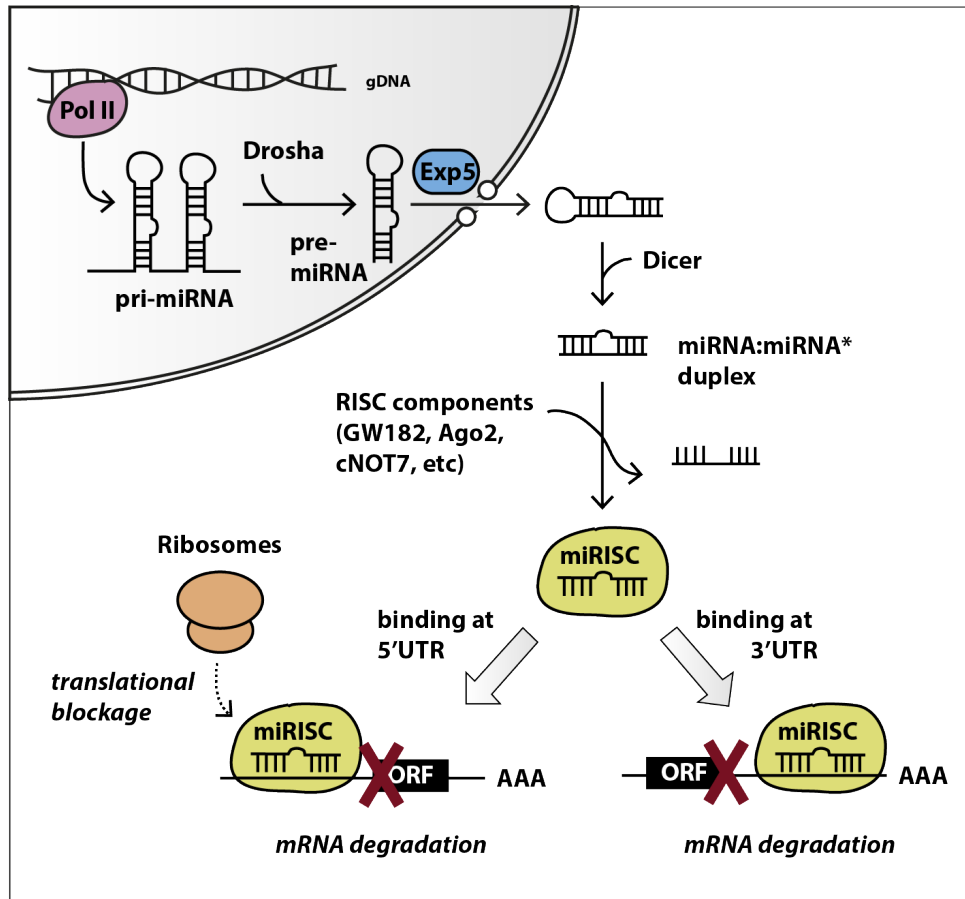 gDNA
Pol II
Drosha
Exp5
pre-
miRNA
pri-miRNA
Dicer
miRNA:miRNA*
duplex
RISC components
(GW182, Ago2,
cNOT7, etc)
Ribosomes
miRISC
binding at
5’UTR
binding at
3’UTR
translational
blockage
miRISC
ORF
AAA
miRISC
ORF
AAA
mRNA degradation
mRNA degradation